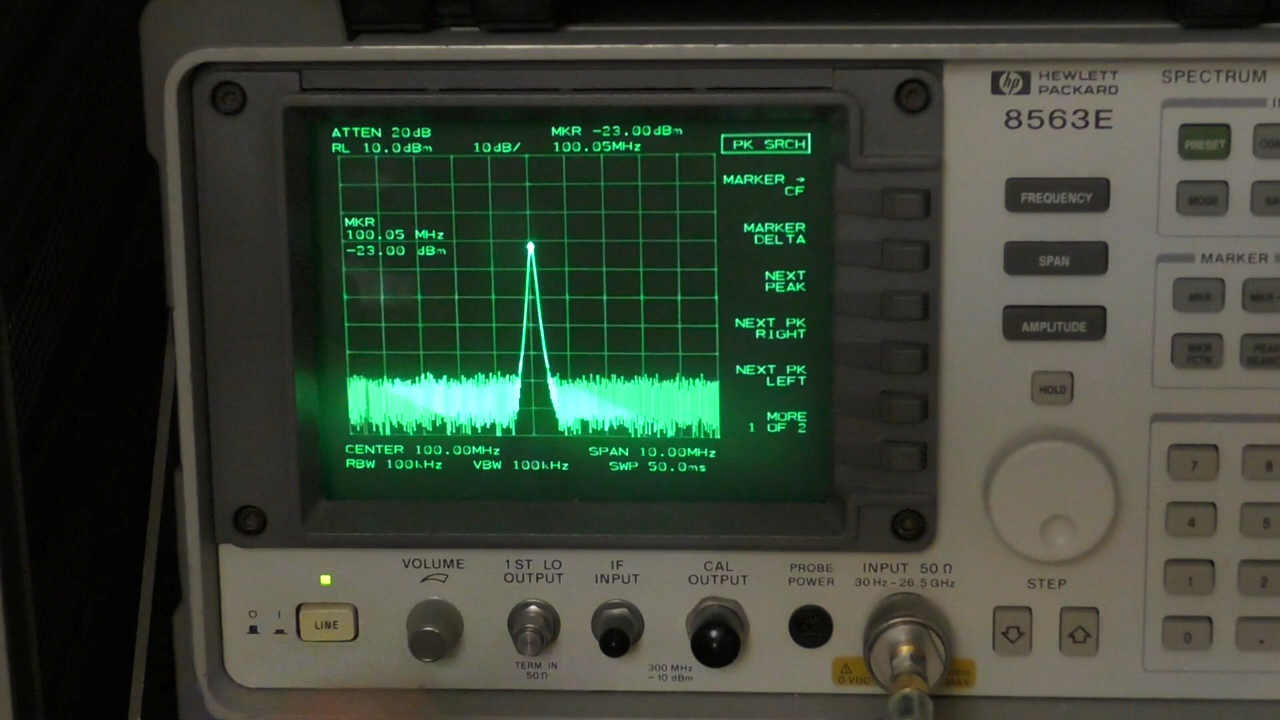 hp HEWLETT PACKARD
8563E
SPECTRUM
ATTEN 20dB
RL 10.0dBm
10dB/
MKR -23.00dBm
100.05MHz
PK SRCH
MKR
100.05 MHz
-23.00 dBm
MARKER →
CF
MARKER
DELTA
NEXT
PEAK
NEXT PK
RIGHT
NEXT PK
LEFT
MORE
1 OF 2
CENTER 100.00MHz
SPAN 10.00MHz
RBW 100kHz
VBW 100kHz
SWP 50.0ms
PRESET
MODE
FREQUENCY
SPAN
AMPLITUDE
HOLD
MARKER
MKR
MKR
FCTN
7
8
4
5
1
2
0
.
STEP
O
I
LINE
VOLUME
1ST LO
OUTPUT
TERM IN
50Ω
IF
INPUT
CAL
OUTPUT
300 MHz
-10 dBm
PROBE
POWER
INPUT 50Ω
30 Hz - 26.5 GHz
0 VDC
MAX